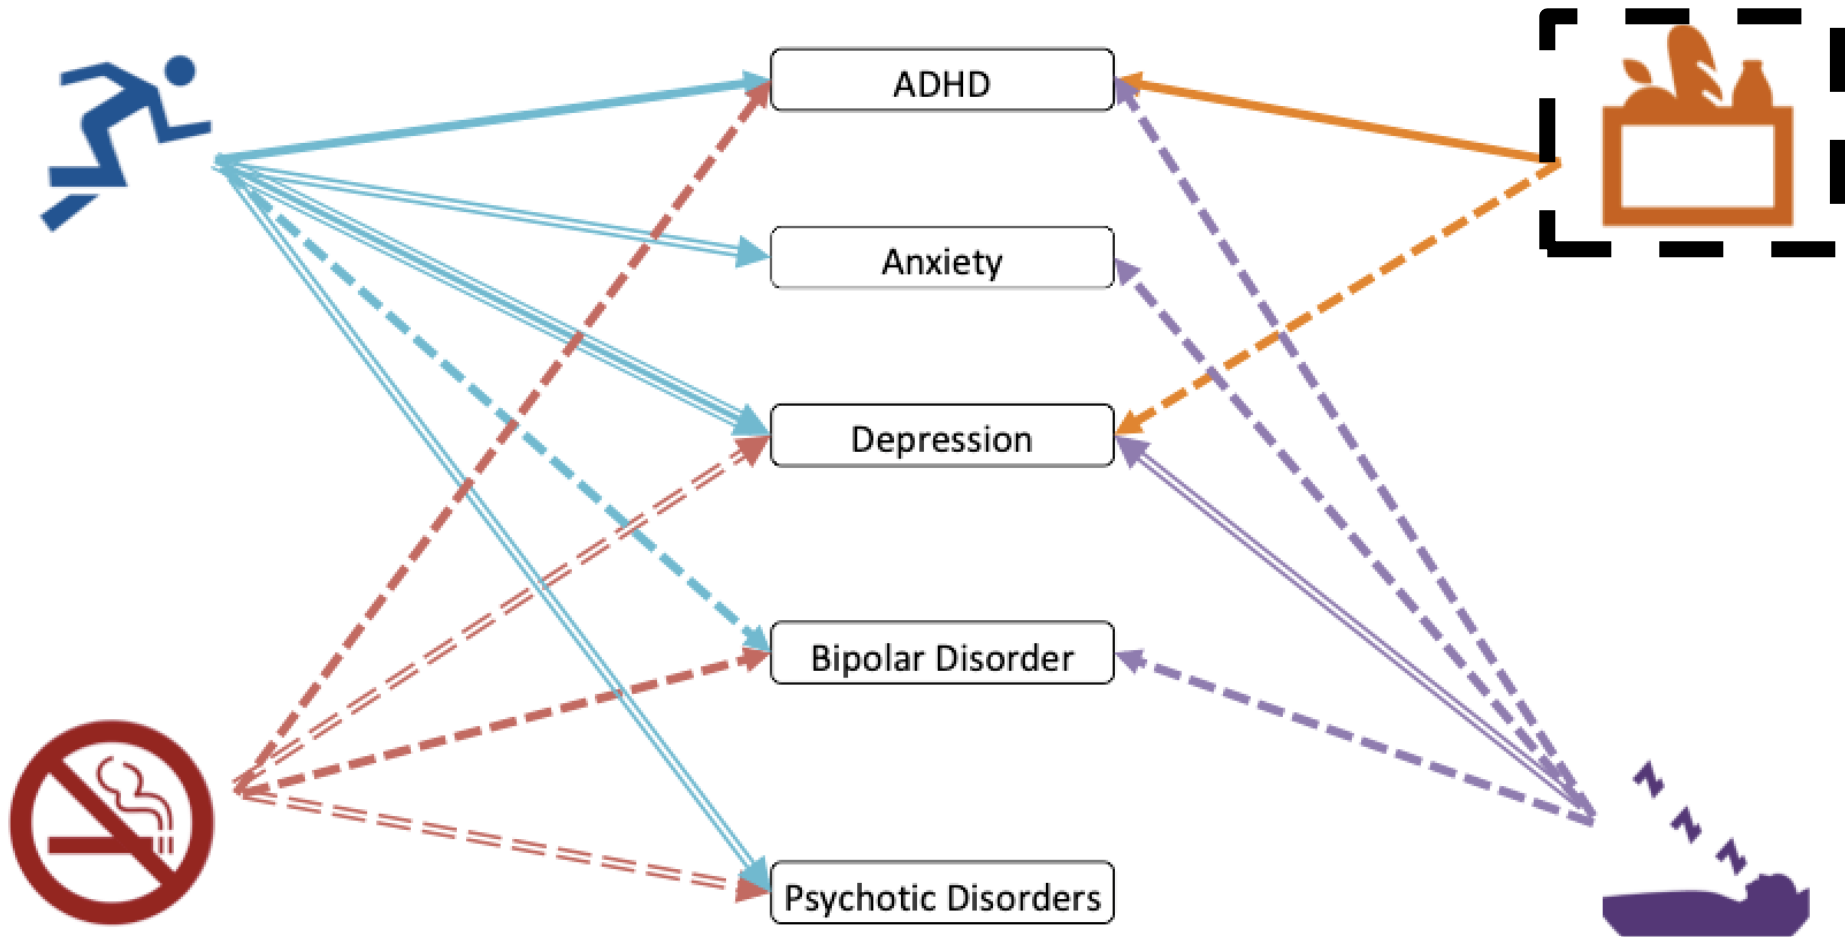 ADHD
Anxiety
Depression
Bipolar Disorder
Psychotic Disorders